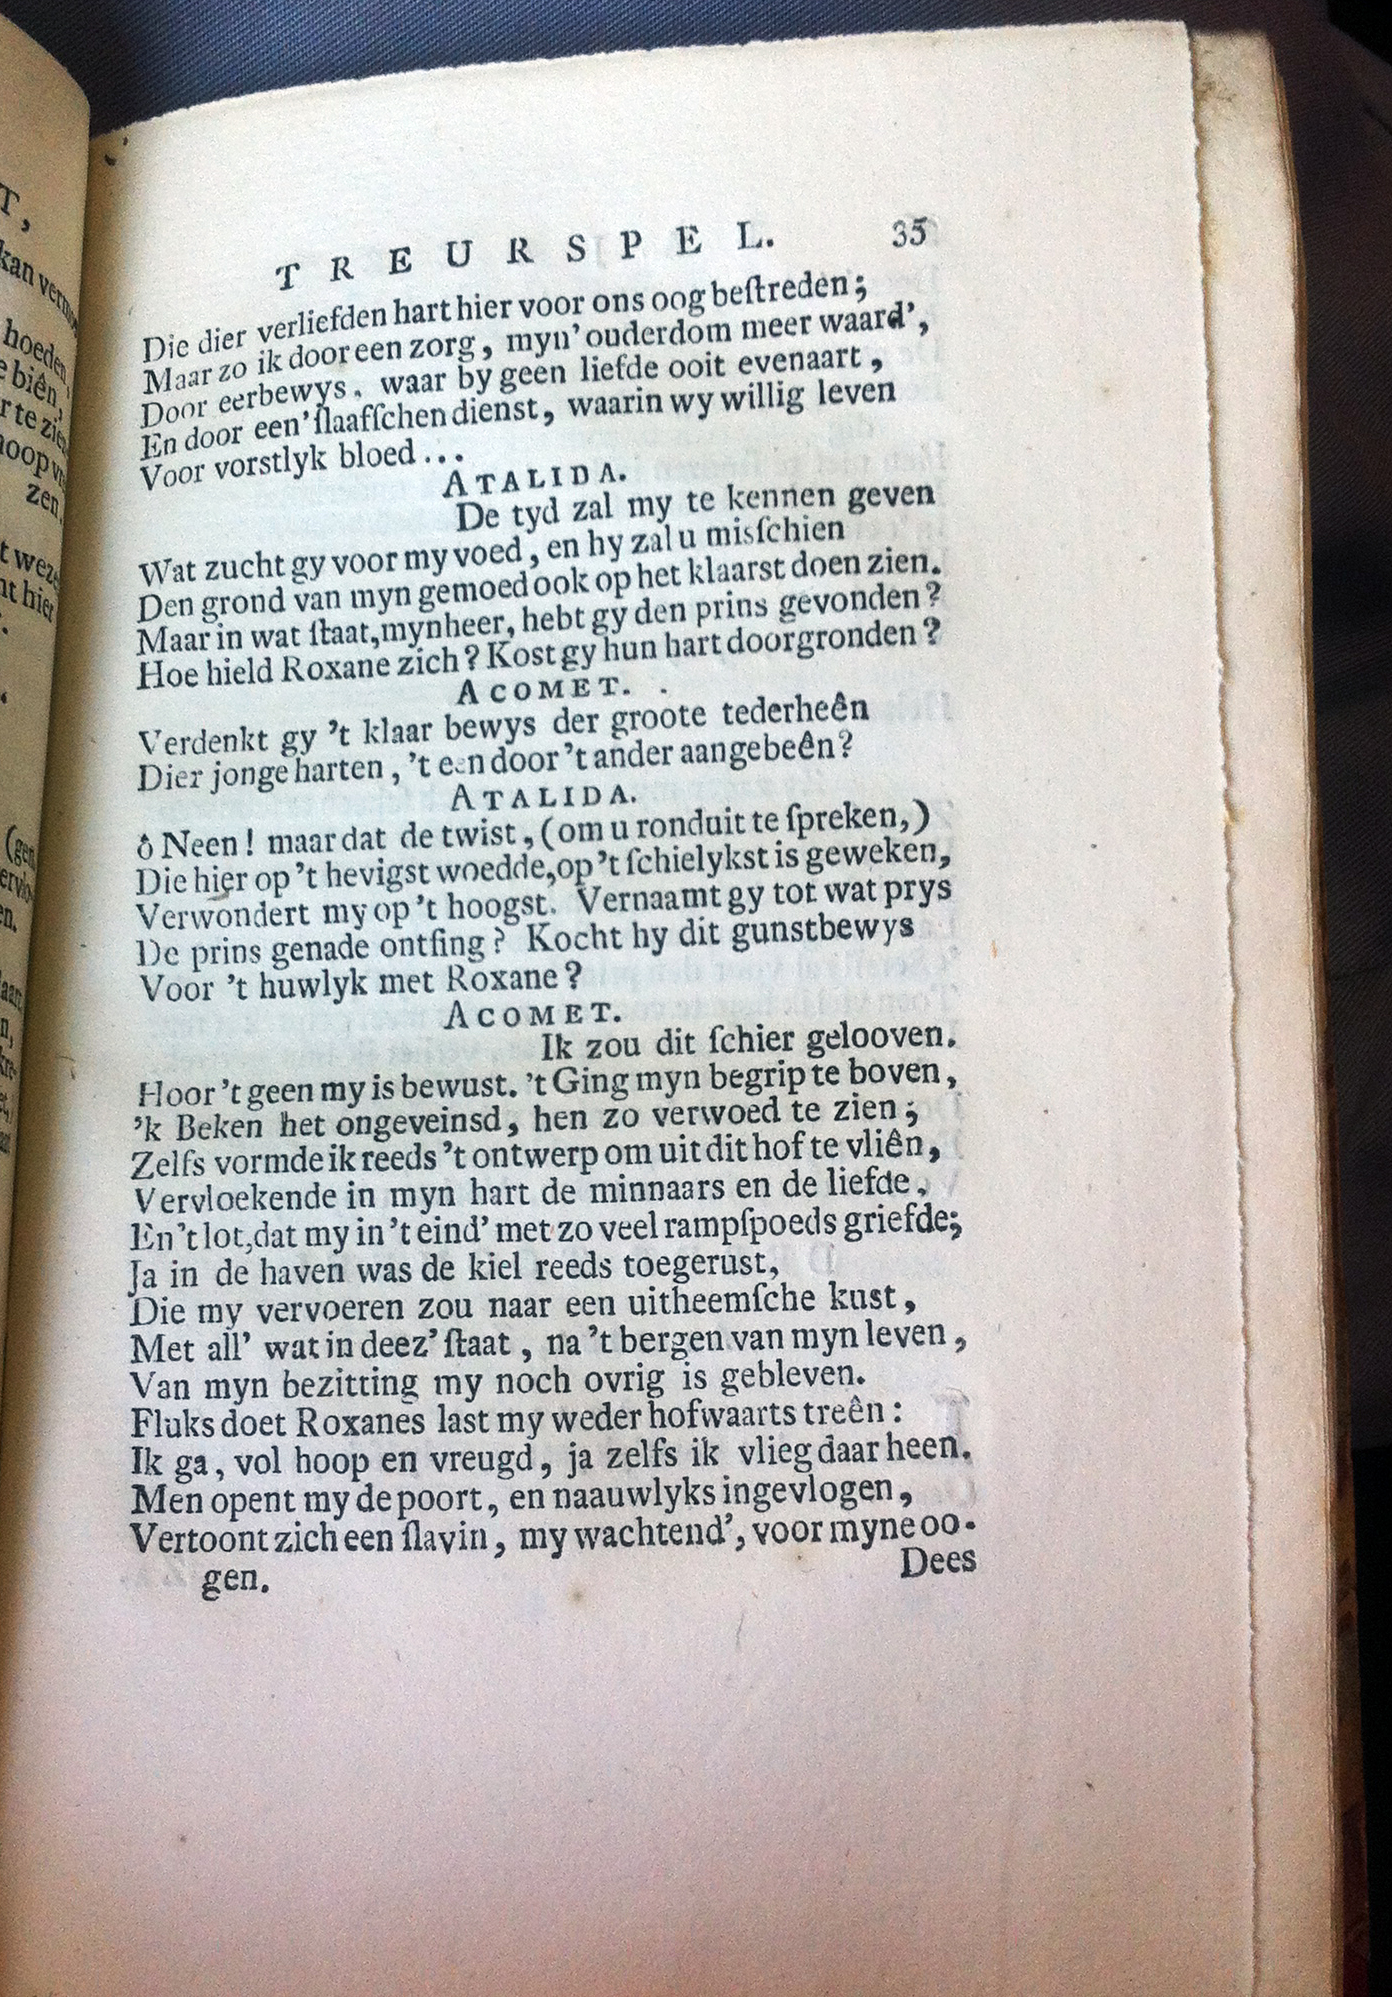 T,
kan
hoeden,
biên,
zen.
hier
(gen
en.
TREURSPEL. 35
Die dier verliefden hart hier voor ons oog beſtreden;
Maar zo ik door een zorg, myn' ouderdom meer waard',
Door eerbewys, waar by geen liefde ooit evenaart,
En door een' ſlaafſchen dienst, waarin wy willig leven
Voor vorstlyk bloed ...
ATALIDA.
De tyd zal my te kennen geven
Wat zucht gy voor my voed, en hy zal u misſchien
Den grond van myn gemoed ook op het klaarst doen zien.
Maar in wat ſtaat, mynheer, hebt gy den prins gevonden?
Hoe hield Roxane zich? Kost gy hun hart doorgronden?
ACOMET.
Verdenkt gy 't klaar bewys der groote tederheên
Dier jonge harten, 't een door 't ander aangebeên?
ATALIDA.
ô Neen! maar dat de twist, (om u ronduit te ſpreken,)
Die hier op 't hevigst woedde, op 't ſchielykst is geweken,
Verwondert my op 't hoogst. Vernaamt gy tot wat prys
De prins genade ontfing? Kocht hy dit gunstbewys
Voor 't huwlyk met Roxane?
ACOMET.
Ik zou dit ſchier gelooven.
Hoor 't geen my is bewust. 't Ging myn begrip te boven,
'k Beken het ongeveinsd, hen zo verwoed te zien;
Zelfs vormde ik reeds 't ontwerp om uit dit hof te vliên,
Vervloekende in myn hart de minnaars en de liefde,
En 't lot, dat my in 't eind' met zo veel rampſpoeds griefde;
Ja in de haven was de kiel reeds toegerust,
Die my vervoeren zou naar een uitheemſche kust,
Met all' wat in deez' ſtaat, na 't bergen van myn leven,
Van myn bezitting my noch ovrig is gebleven.
Fluks doet Roxanes last my weder hofwaarts treên:
Ik ga, vol hoop en vreugd, ja zelfs ik vlieg daar heen.
Men opent my de poort, en naauwlyks ingevlogen,
Vertoont zich een ſlavin, my wachtend', voor myne oo-
gen.
Dees